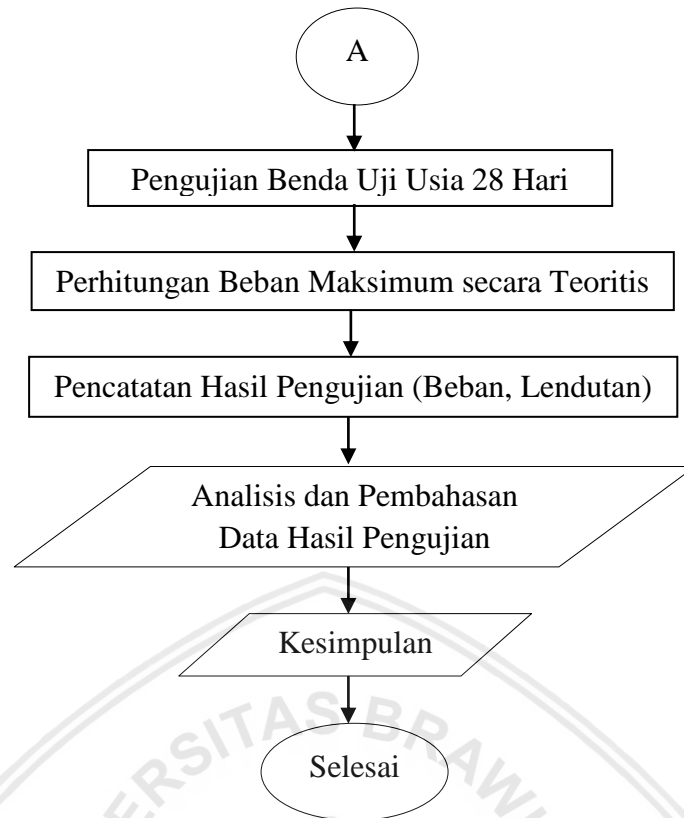 A
Pengujian Benda Uji Usia 28 Hari
Perhitungan Beban Maksimum secara Teoritis
Pencatatan Hasil Pengujian (Beban, Lendutan)
Analisis dan Pembahasan
Data Hasil Pengujian
Kesimpulan
ERSITAS BRAW
Selesai